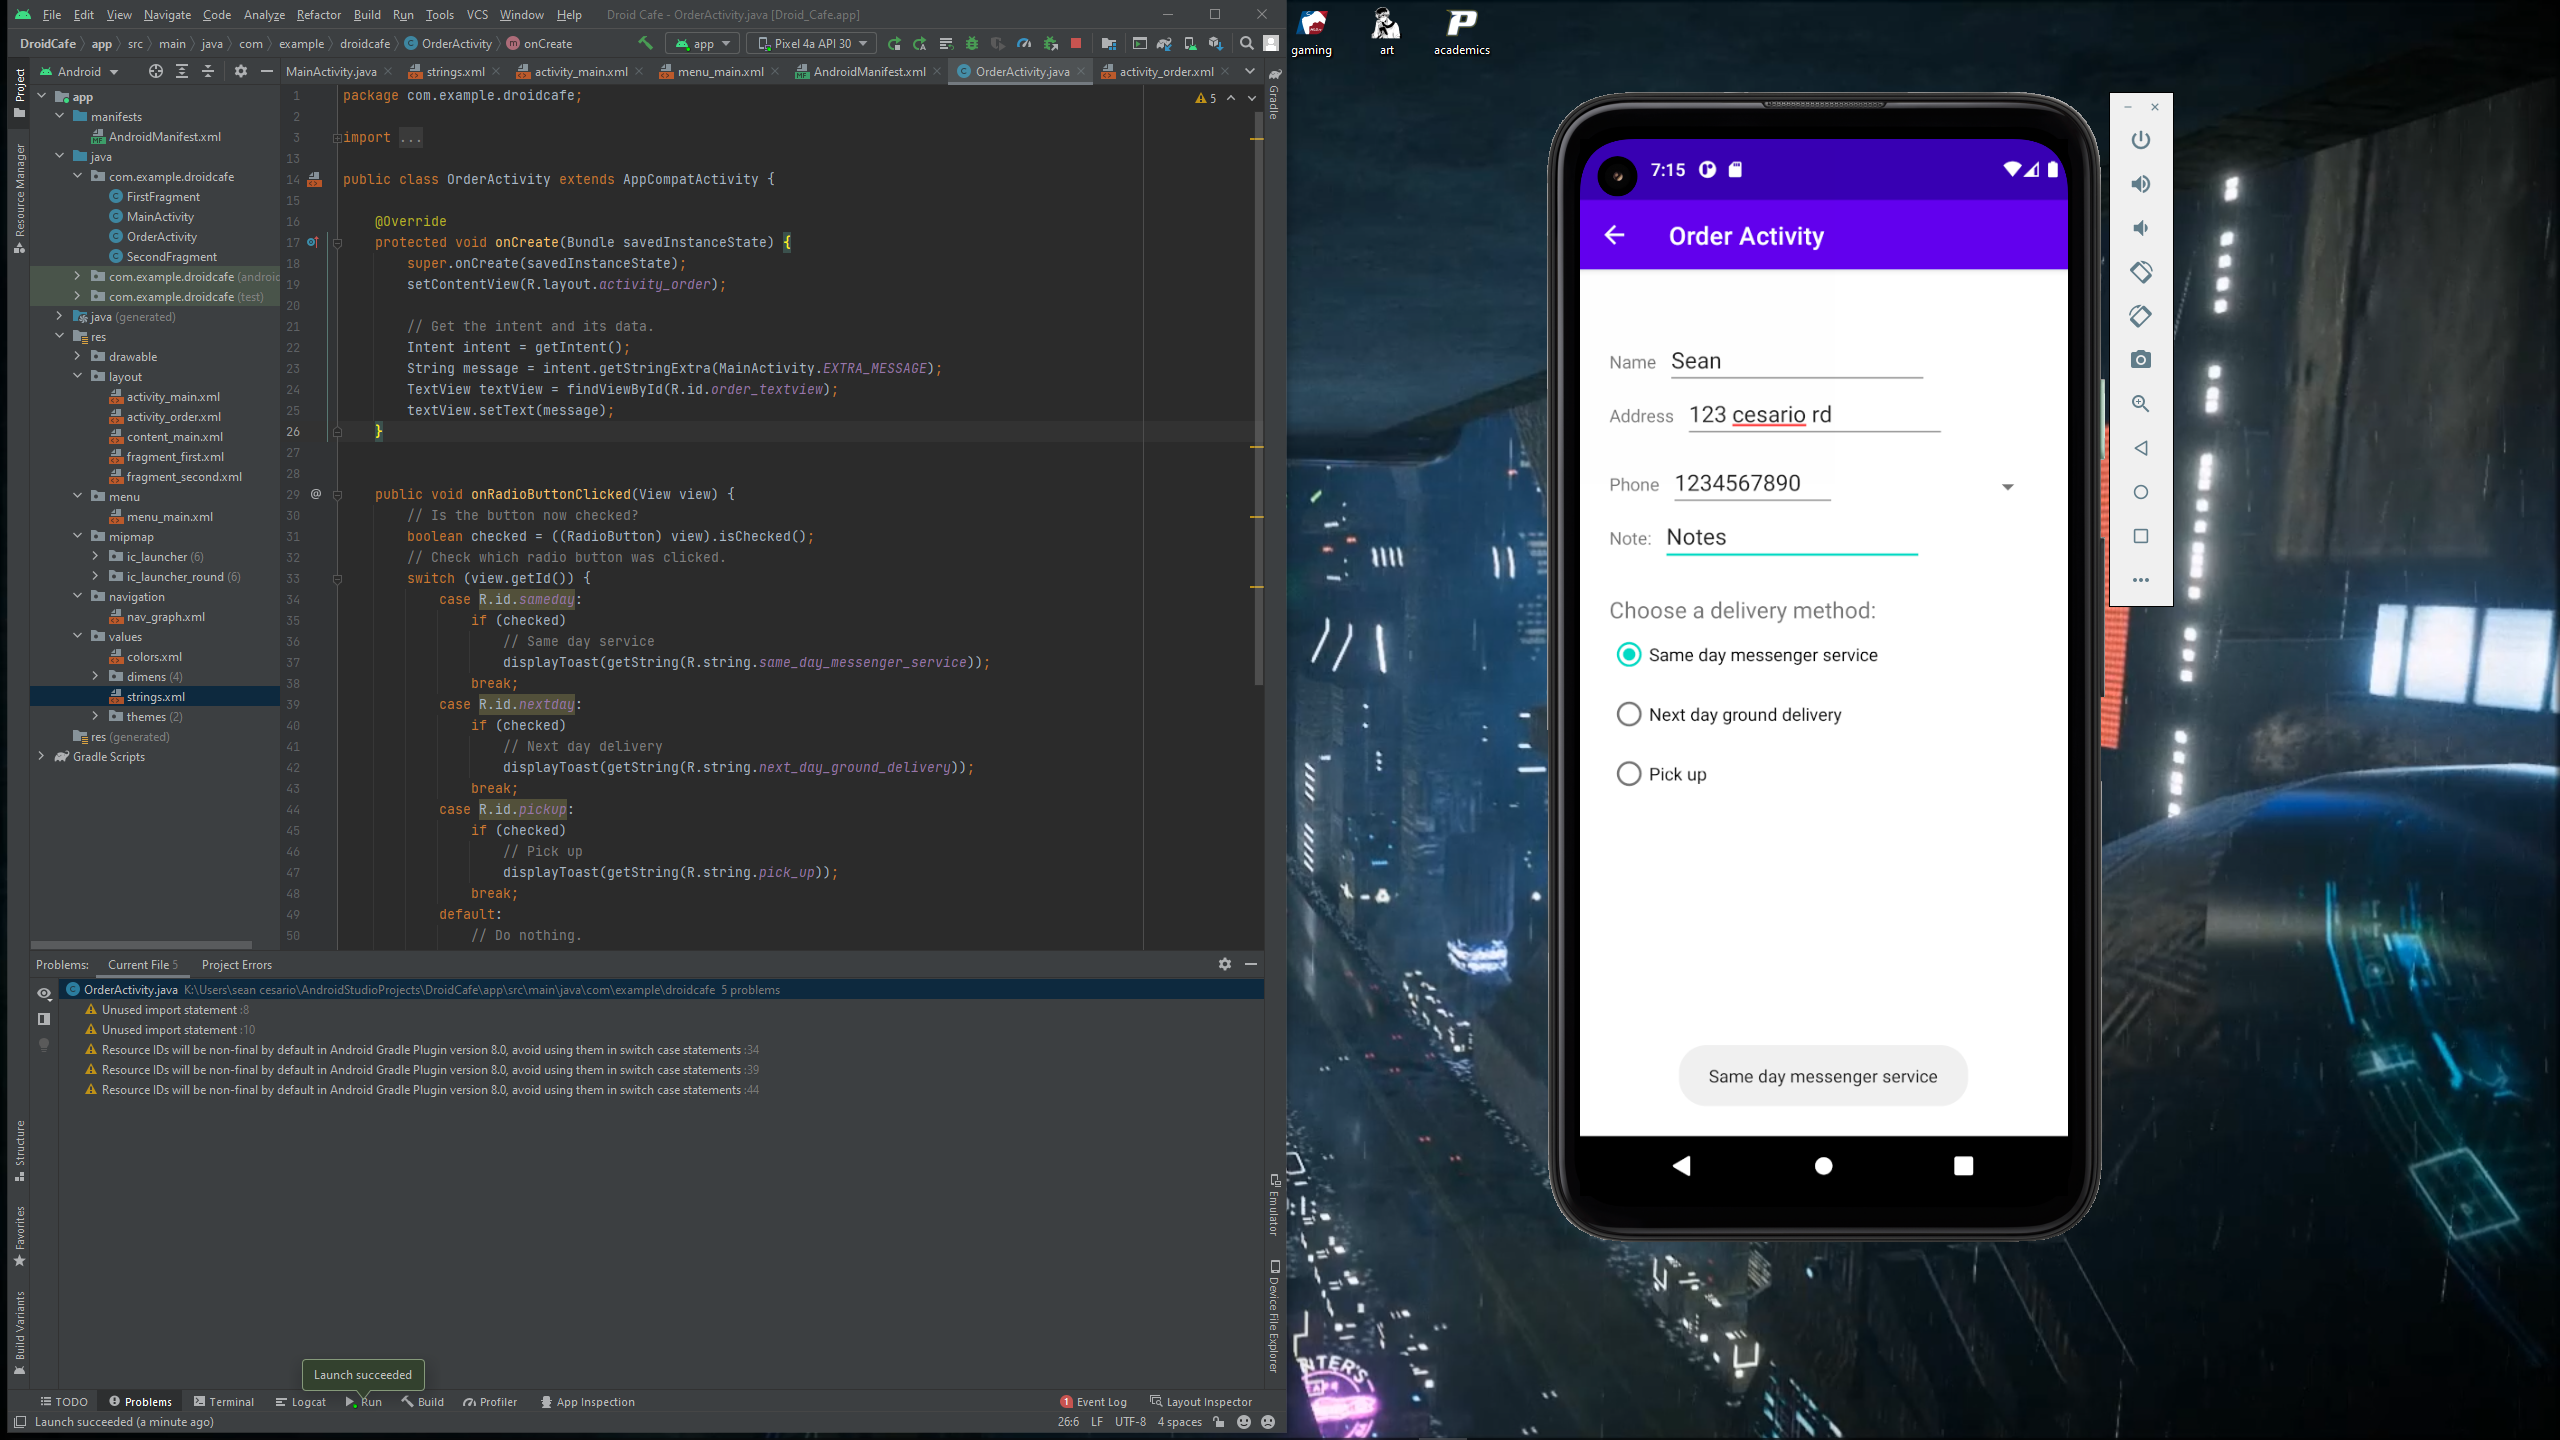 File Edit View Navigate Code Analyze Refactor Build Run Tools VCS Window Help Droid Cafe - OrderActivity.java [Droid_Cafe.app]
DroidCafe app src main java com example droidcafe OrderActivity onCreate app Pixel 4a API 30
Android
MainActivity.java strings.xml activity_main.xml menu_main.xml AndroidManifest.xml OrderActivity.java activity_order.xml
Project
Resource Manager
Structure
Favorites
Build Variants
app
manifests
AndroidManifest.xml
java
com.example.droidcafe
FirstFragment
MainActivity
OrderActivity
SecondFragment
com.example.droidcafe (androi
com.example.droidcafe (test)
java (generated)
res
drawable
layout
activity_main.xml
activity_order.xml
content_main.xml
fragment_first.xml
fragment_second.xml
menu
menu_main.xml
mipmap
ic_launcher (6)
ic_launcher_round (6)
navigation
nav_graph.xml
values
colors.xml
dimens (4)
strings.xml
themes (2)
res (generated)
Gradle Scripts
5
1 package com.example.droidcafe;
2
3 import ...
13
14 public class OrderActivity extends AppCompatActivity {
15
16 @Override
17 protected void onCreate(Bundle savedInstanceState) {
18 super.onCreate(savedInstanceState);
19 setContentView(R.layout.activity_order);
20
21 // Get the intent and its data.
22 Intent intent = getIntent();
23 String message = intent.getStringExtra(MainActivity.EXTRA_MESSAGE);
24 TextView textView = findViewById(R.id.order_textview);
25 textView.setText(message);
26 }
27
28
29 @ public void onRadioButtonClicked(View view) {
30 // Is the button now checked?
31 boolean checked = ((RadioButton) view).isChecked();
32 // Check which radio button was clicked.
33 switch (view.getId()) {
34 case R.id.sameday:
35 if (checked)
36 // Same day service
37 displayToast(getString(R.string.same_day_messenger_service));
38 break;
39 case R.id.nextday:
40 if (checked)
41 // Next day delivery
42 displayToast(getString(R.string.next_day_ground_delivery));
43 break;
44 case R.id.pickup:
45 if (checked)
46 // Pick up
47 displayToast(getString(R.string.pick_up));
48 break;
49 default:
50 // Do nothing.
Gradle
Emulator
Device File Explorer
Problems: Current File 5 Project Errors
OrderActivity.java K:\Users\sean cesario\AndroidStudioProjects\DroidCafe\app\src\main\java\com\example\droidcafe 5 problems
Unused import statement :8
Unused import statement :10
Resource IDs will be non-final by default in Android Gradle Plugin version 8.0, avoid using them in switch case statements :34
Resource IDs will be non-final by default in Android Gradle Plugin version 8.0, avoid using them in switch case statements :39
Resource IDs will be non-final by default in Android Gradle Plugin version 8.0, avoid using them in switch case statements :44
Launch succeeded
TODO Problems Terminal Logcat Run Build Profiler App Inspection 1 Event Log Layout Inspector
Launch succeeded (a minute ago) 26:6 LF UTF-8 4 spaces
gaming art academics
7:15
Order Activity
Name Sean
Address 123 cesario rd
Phone 1234567890
Note: Notes
Choose a delivery method:
Same day messenger service
Next day ground delivery
Pick up
Same day messenger service